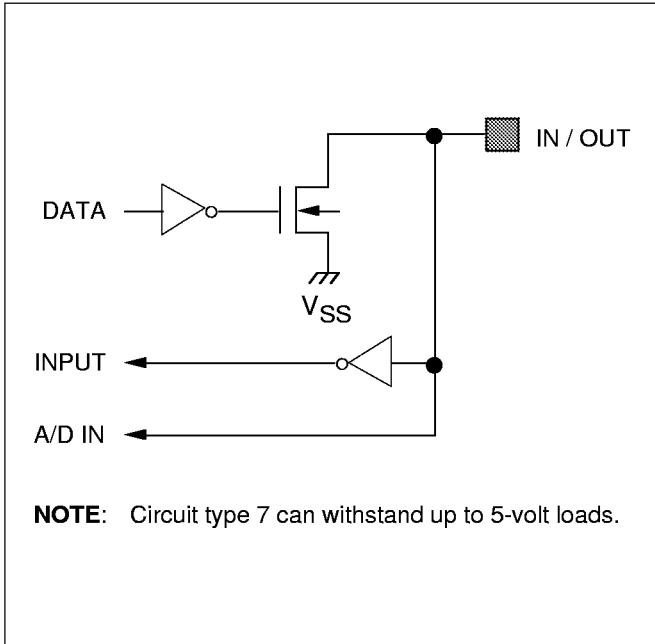 IN / OUT
DATA
VSS
INPUT
A/D IN
NOTE: Circuit type 7 can withstand up to 5-volt loads.